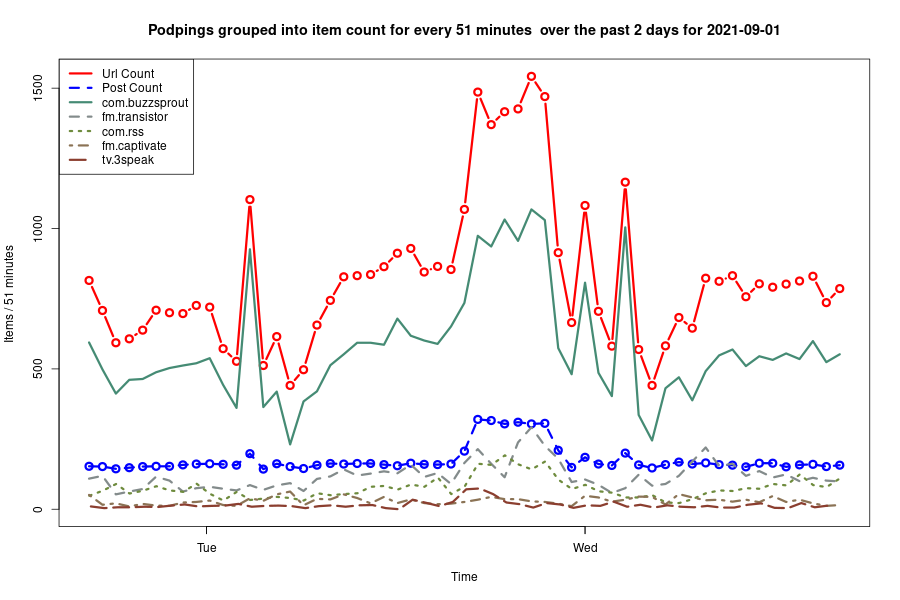 Podpings grouped into item count for every 51 minutes  over the past 2 days for 2021-09-01
Url Count
Post Count
com.buzzsprout
fm.transistor
com.rss
fm.captivate
tv.3speak
1500
1000
500
0
Items / 51 minutes
Tue
Wed
Time